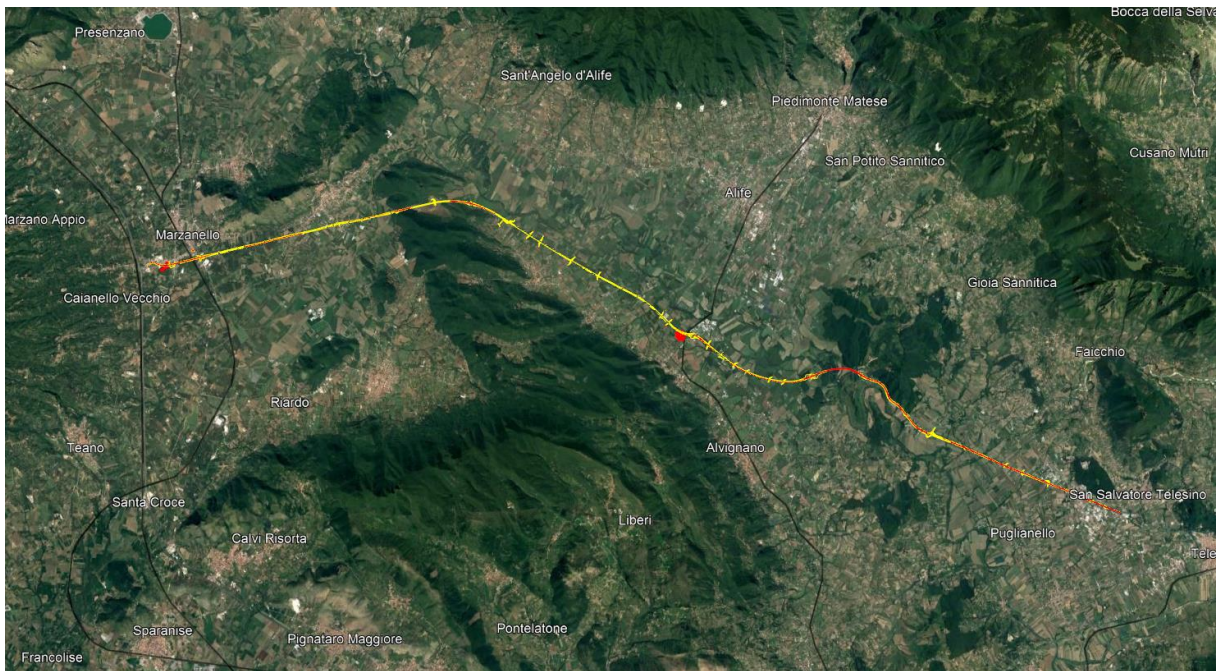 Bocca della Selva
Presenzano
Sant'Angelo d'Alife
Piedimonte Matese
Cusano Mutri
San Potito Sannitico
Alife
Marzano Appio
Marzanello
Gioia Sannitica
Caianello Vecchio
Faicchio
Riardo
Teano
Alvignano
San Salvatore Telesino
Santa Croce
Liberi
Puglianello
Calvi Risorta
Tele
Sparanise
Pignataro Maggiore
Pontelatone
Francolise